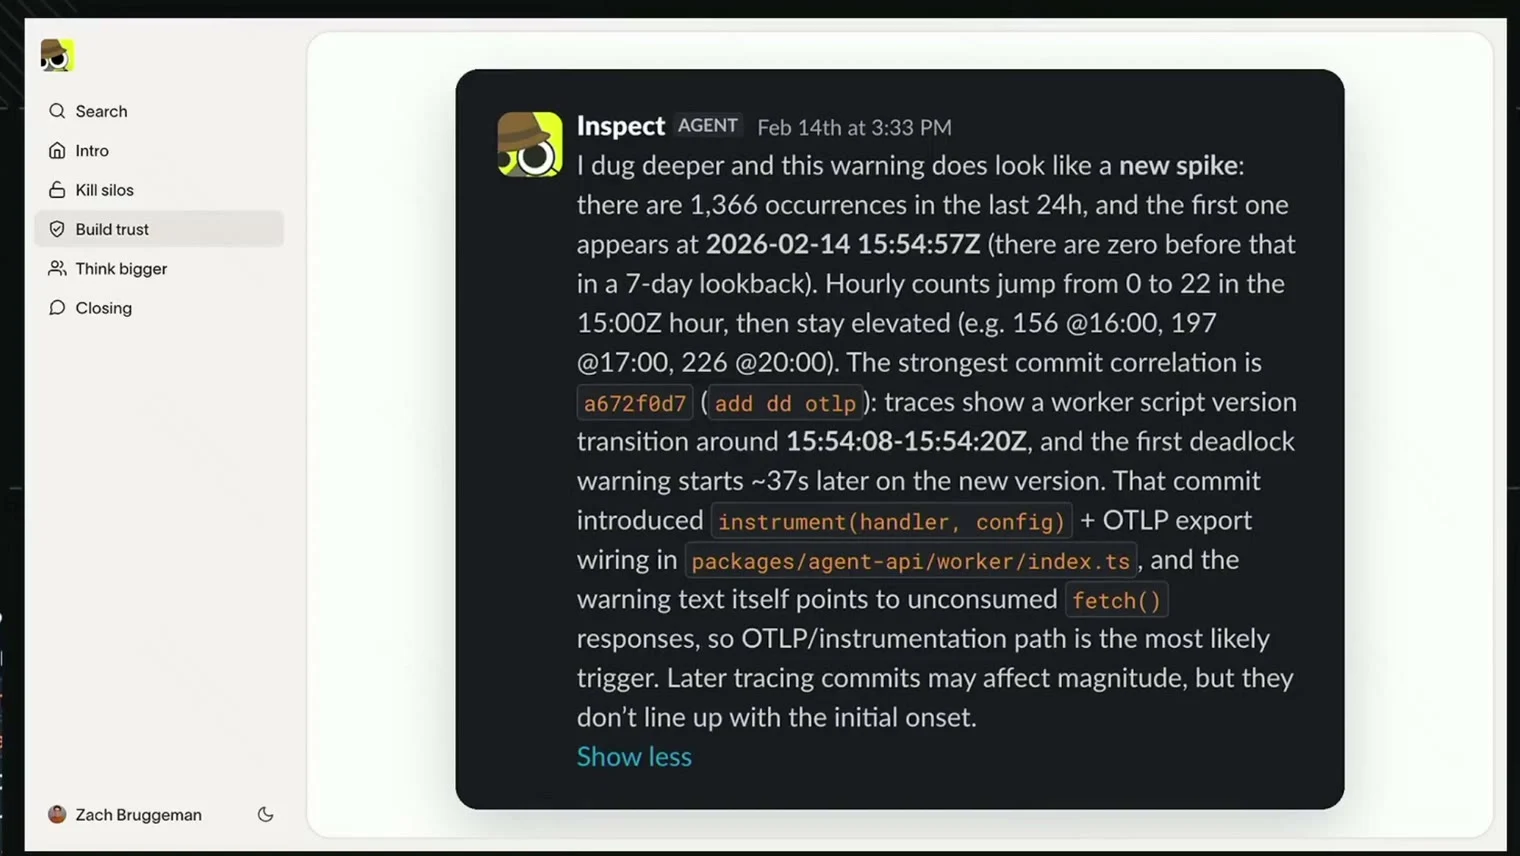 Search
Intro
Kill silos
Build trust
Think bigger
Closing
Zach Bruggeman
Inspect AGENT Feb 14th at 3:33 PM
I dug deeper and this warning does look like a new spike:
there are 1,366 occurrences in the last 24h, and the first one
appears at 2026-02-14 15:54:57Z (there are zero before that
in a 7-day lookback). Hourly counts jump from 0 to 22 in the
15:00Z hour, then stay elevated (e.g. 156 @16:00, 197
@17:00, 226 @20:00). The strongest commit correlation is
a672f0d7 (add dd otlp): traces show a worker script version
transition around 15:54:08-15:54:20Z, and the first deadlock
warning starts ~37s later on the new version. That commit
introduced instrument(handler, config) + OTLP export
wiring in packages/agent-api/worker/index.ts, and the
warning text itself points to unconsumed fetch()
responses, so OTLP/instrumentation path is the most likely
trigger. Later tracing commits may affect magnitude, but they
don't line up with the initial onset.
Show less